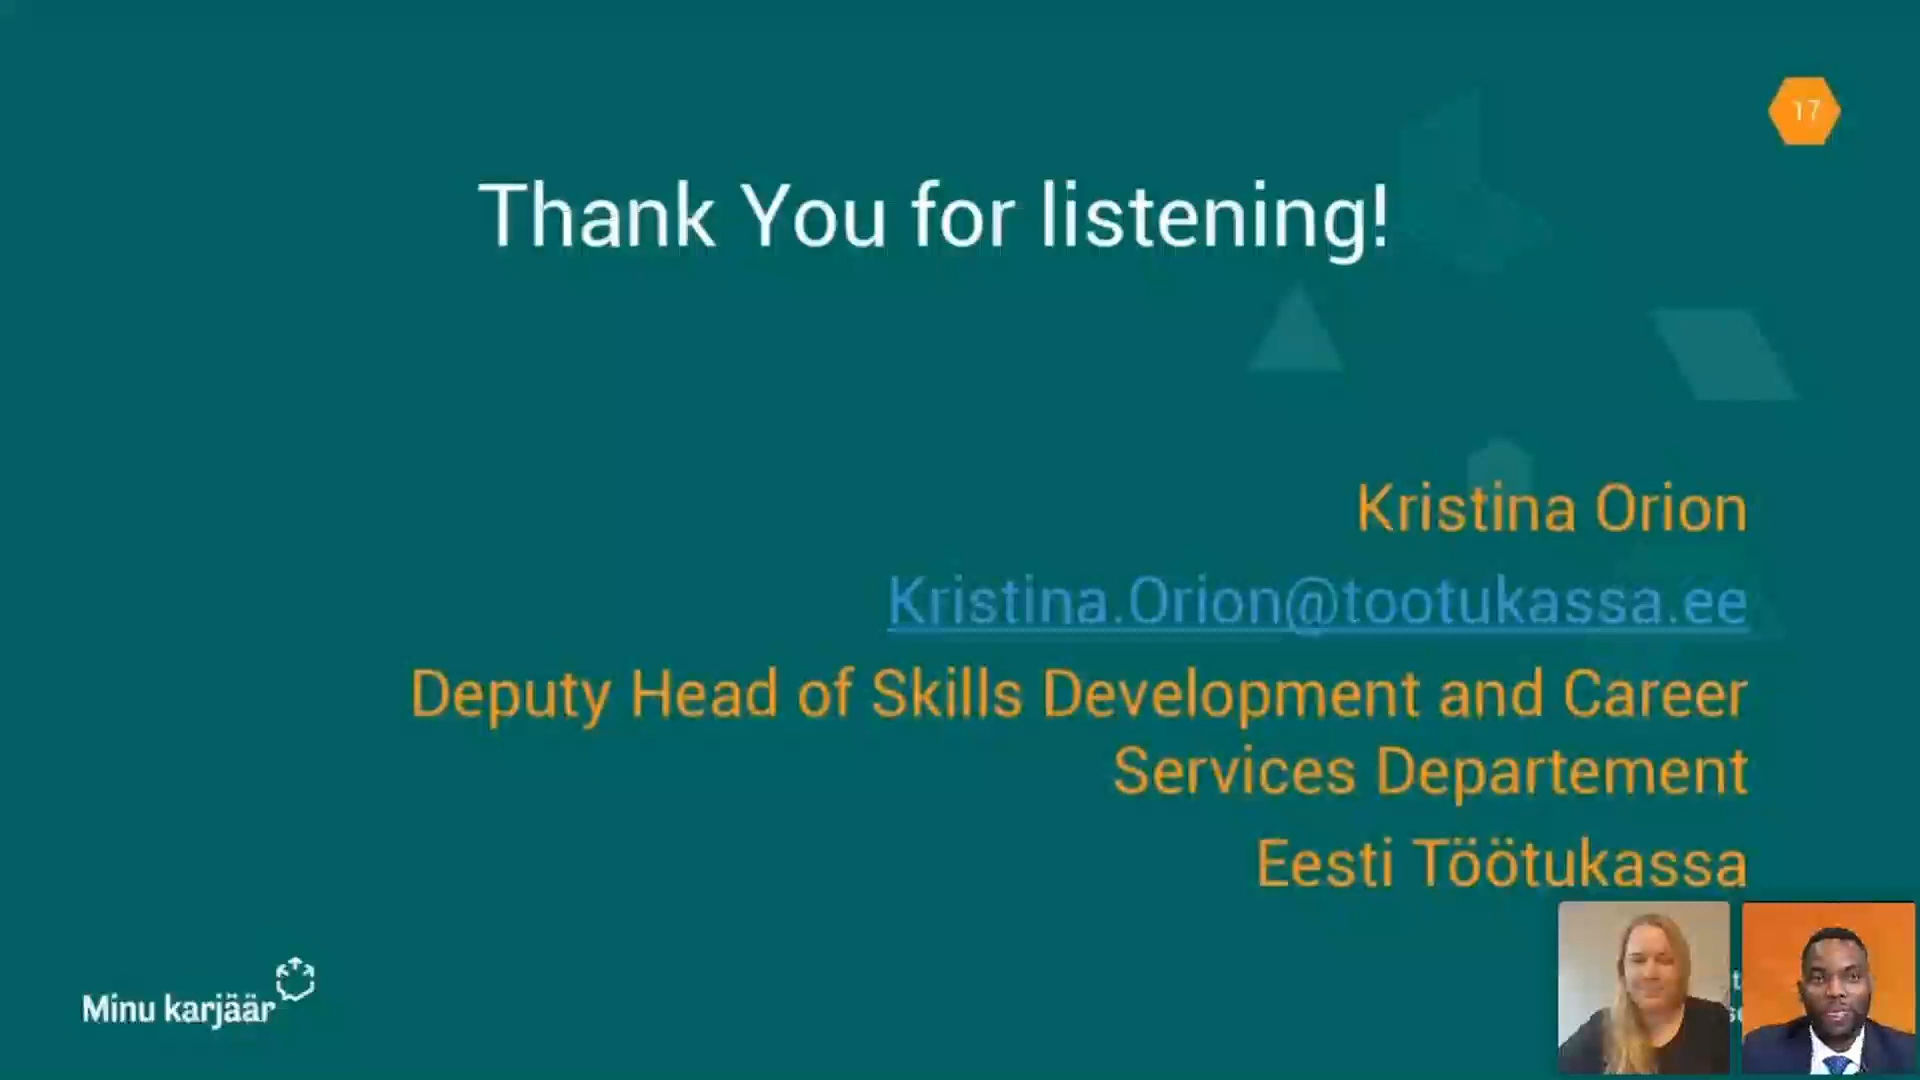 17
Thank You for listening!
Kristina Orion
Kristina.Orion@tootukassa.ee
Deputy Head of Skills Development and Career
Services Departement
Eesti Töötukassa
Minu karjäär